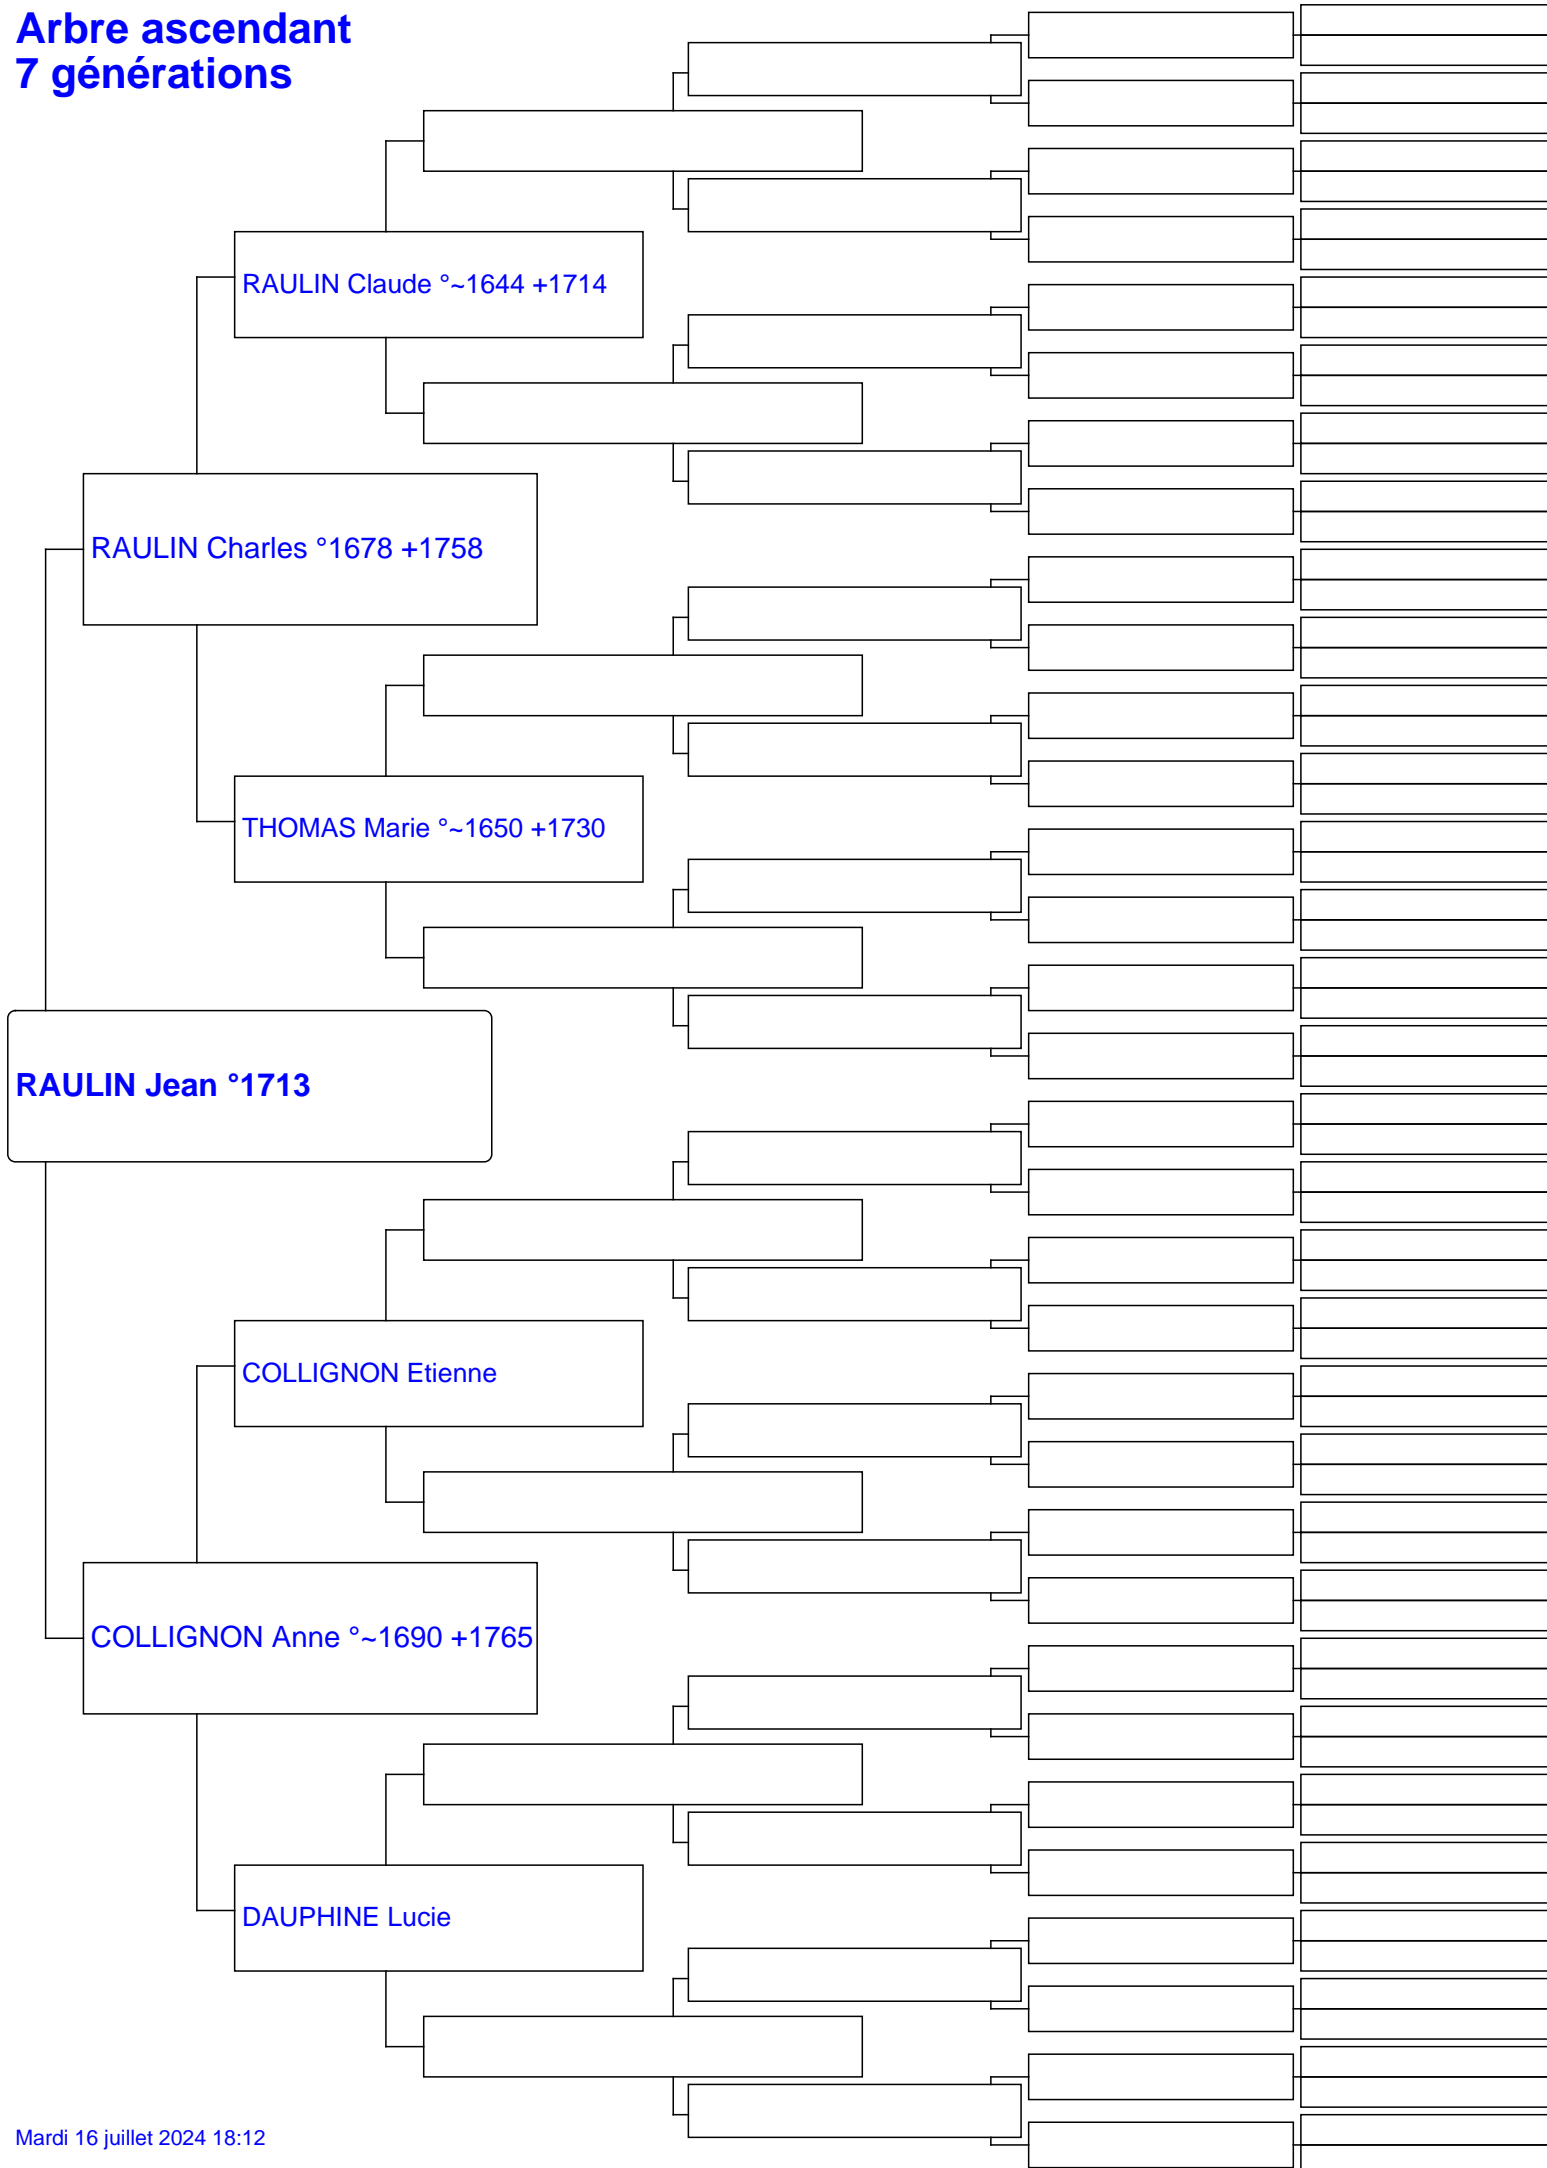 Arbre ascendant
7 générations
RAULIN Claude °~1644 +1714
RAULIN Charles °1678 +1758
THOMAS Marie °~1650 +1730
RAULIN Jean °1713
COLLIGNON Etienne
COLLIGNON Anne °~1690 +1765
DAUPHINE Lucie
Mardi 16 juillet 2024 18:12